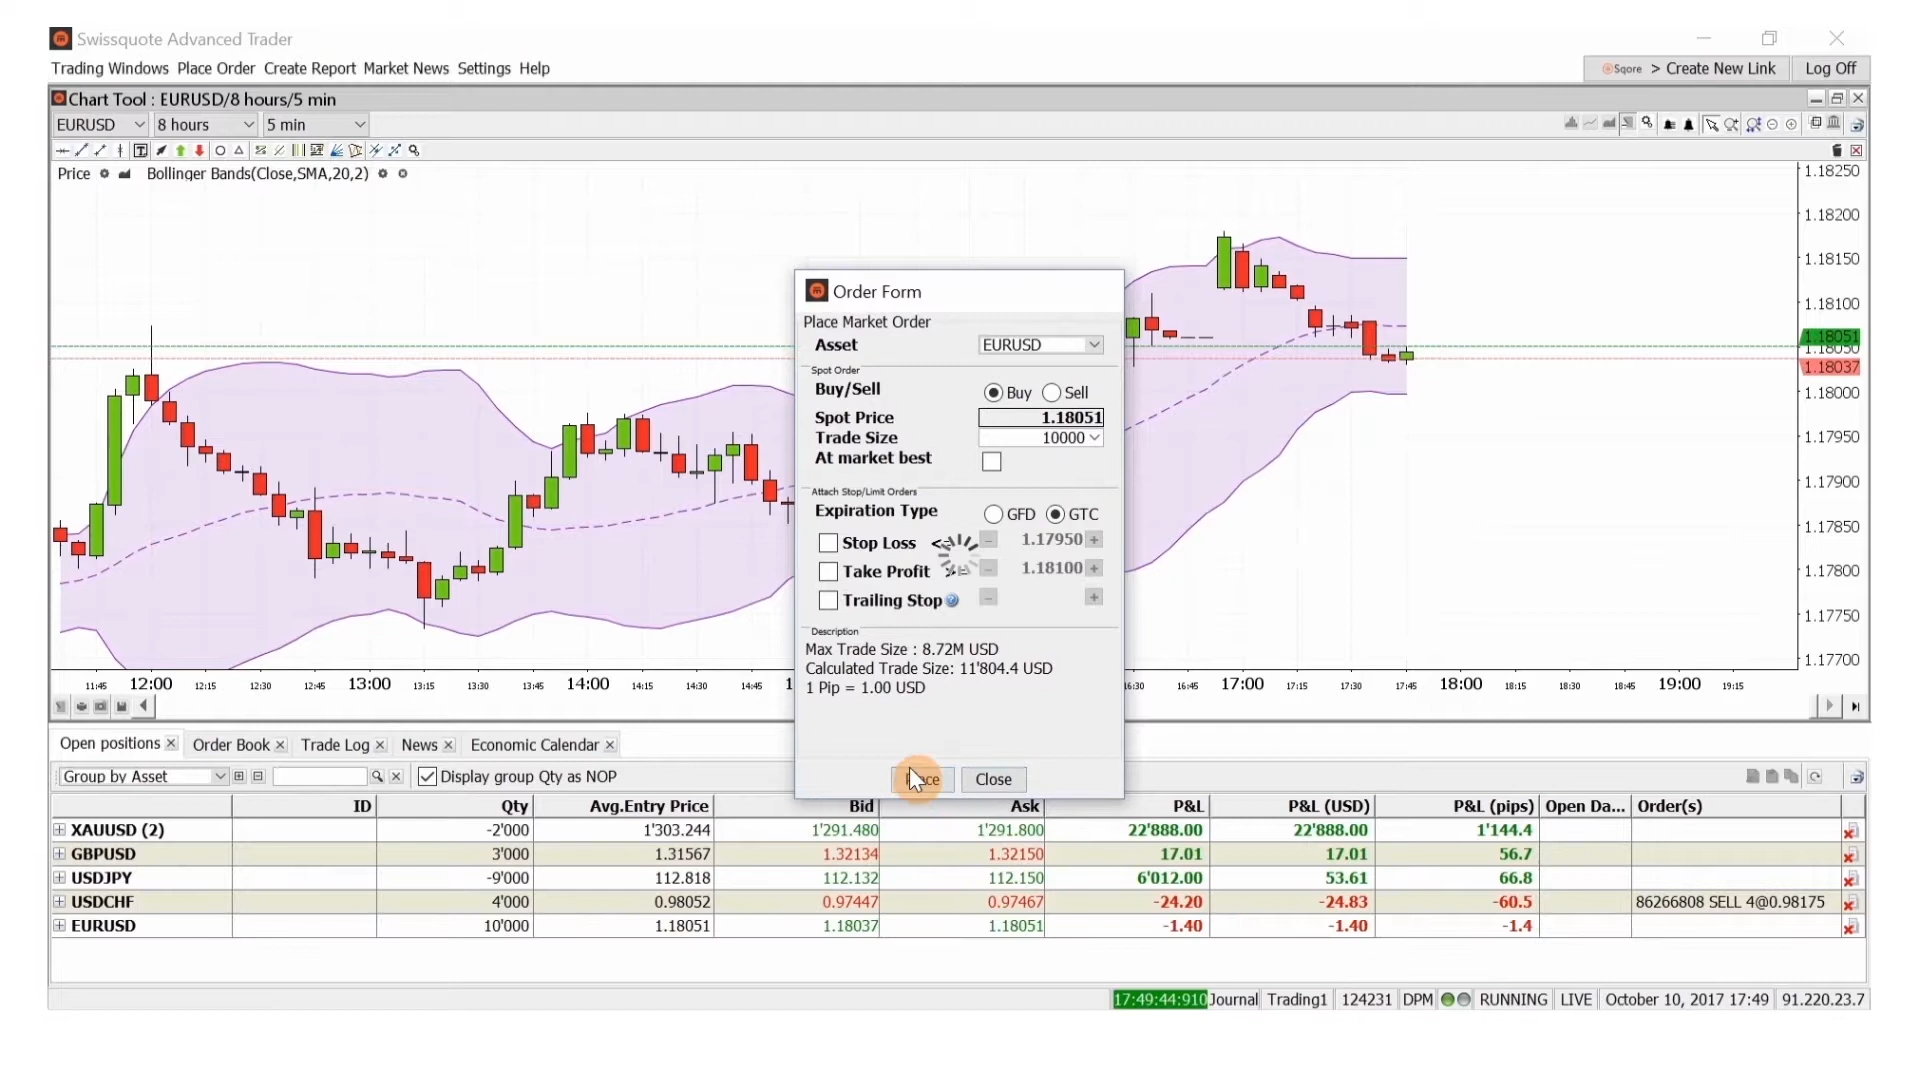 Swissquote Advanced Trader
Trading Windows Place Order Create Report Market News Settings Help
Sqore > Create New Link Log Off
Chart Tool : EURUSD/8 hours/5 min
EURUSD 8 hours 5 min
T
Price Bollinger Bands(Close,SMA,20,2)
1.18250
1.18200
1.18150
1.18100
1.18051
1.18050
1.18037
1.18000
1.17950
1.17900
1.17850
1.17800
1.17750
1.17700
11:45 12:00 12:15 12:30 12:45 13:00 13:15 13:30 13:45 14:00 14:15 14:30 14:45 1 16:30 16:45 17:00 17:15 17:30 17:45 18:00 18:15 18:30 18:45 19:00 19:15
Order Form
Place Market Order
Asset EURUSD
Spot Order
Buy/Sell Buy Sell
Spot Price 1.18051
Trade Size 10000
At market best
Attach Stop/Limit Orders
Expiration Type GFD GTC
Stop Loss < 1.17950
Take Profit 1.18100
Trailing Stop ?
Description
Max Trade Size : 8.72M USD
Calculated Trade Size: 11'804.4 USD
1 Pip = 1.00 USD
Place Close
Open positions Order Book Trade Log News Economic Calendar
Group by Asset Display group Qty as NOP
ID Qty Avg.Entry Price Bid Ask P&L P&L (USD) P&L (pips) Open Da... Order(s)
XAUUSD (2) -2'000 1'303.244 1'291.480 1'291.800 22'888.00 22'888.00 1'144.4
GBPUSD 3'000 1.31567 1.32134 1.32150 17.01 17.01 56.7
USDJPY -9'000 112.818 112.132 112.150 6'012.00 53.61 66.8
USDCHF 4'000 0.98052 0.97447 0.97467 -24.20 -24.83 -60.5 86266808 SELL 4@0.98175
EURUSD 10'000 1.18051 1.18037 1.18051 -1.40 -1.40 -1.4
17:49:44:910 Journal Trading1 124231 DPM RUNNING LIVE October 10, 2017 17:49 91.220.23.7